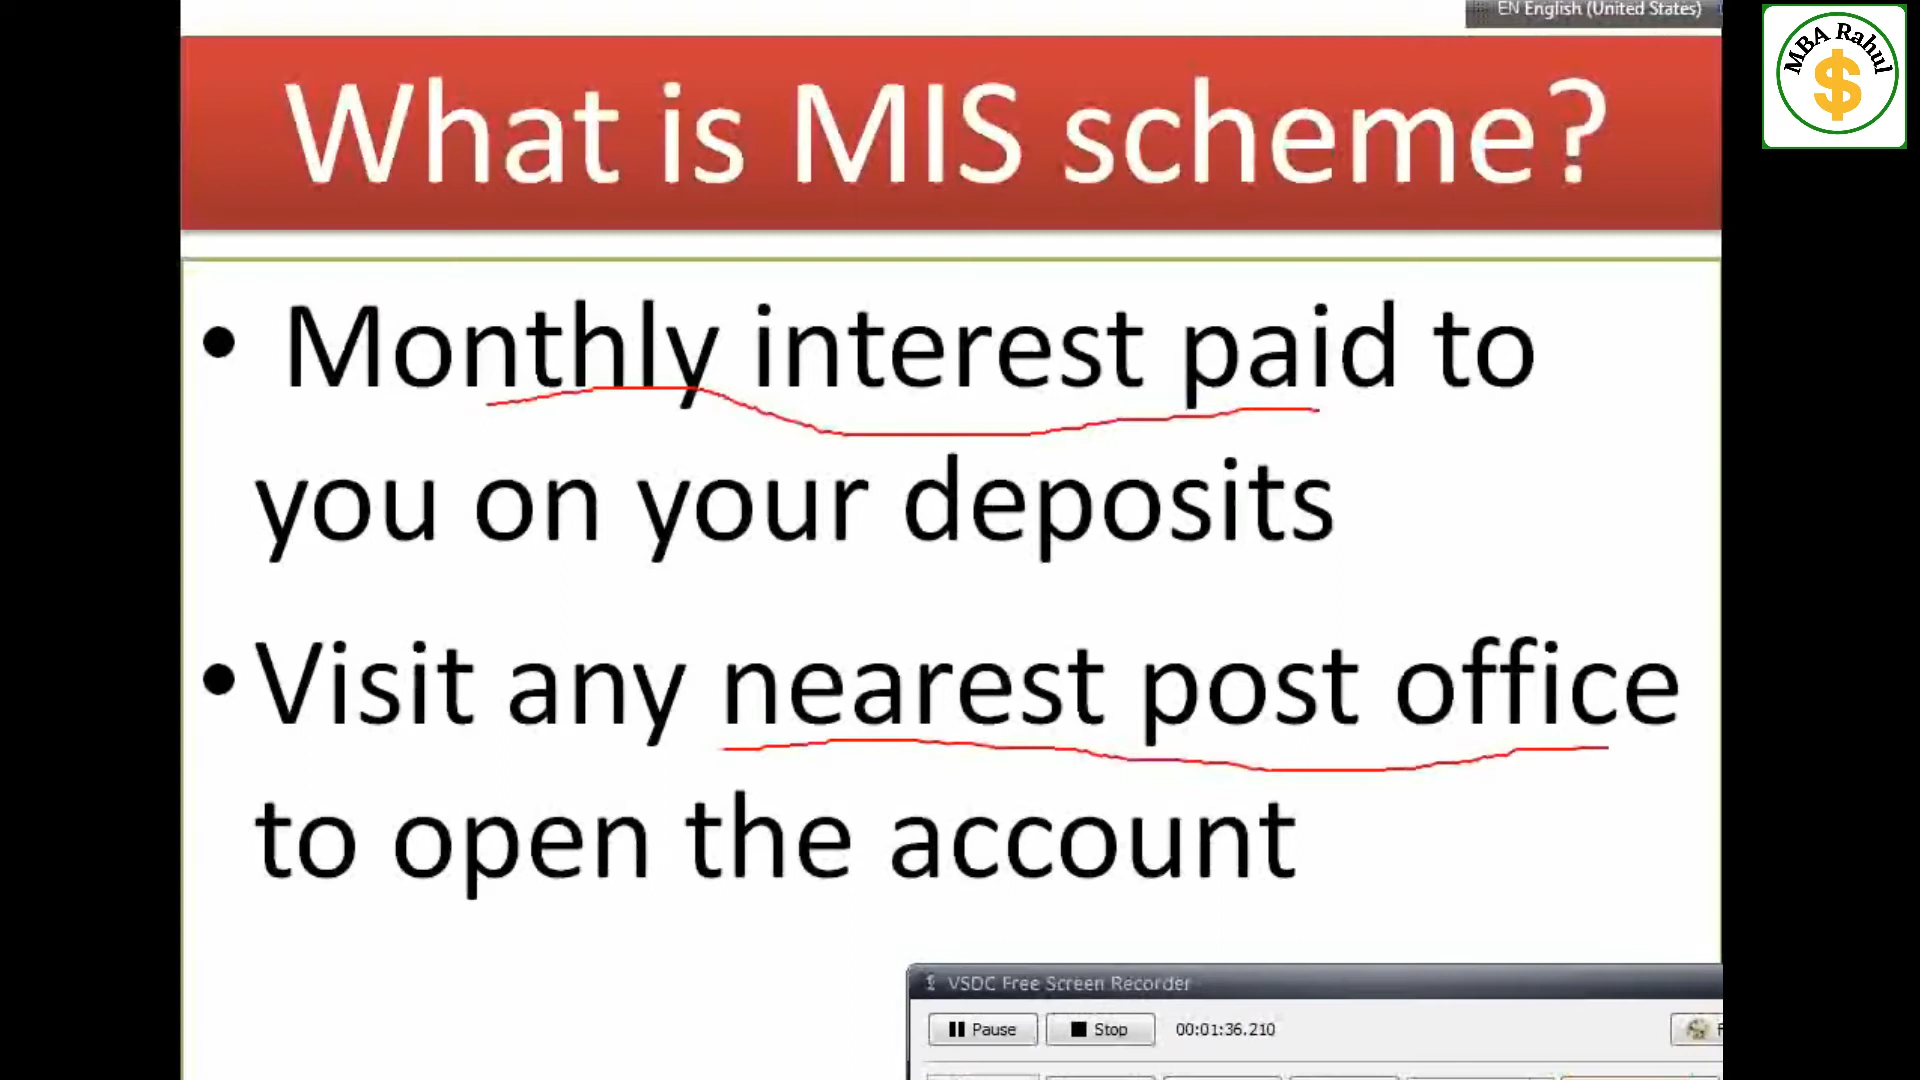 EN English (United States)
MBA Rahul
$
What is MIS scheme?
• Monthly interest paid to
you on your deposits
• Visit any nearest post office
to open the account
VSDC Free Screen Recorder
Pause Stop 00:01:36.210